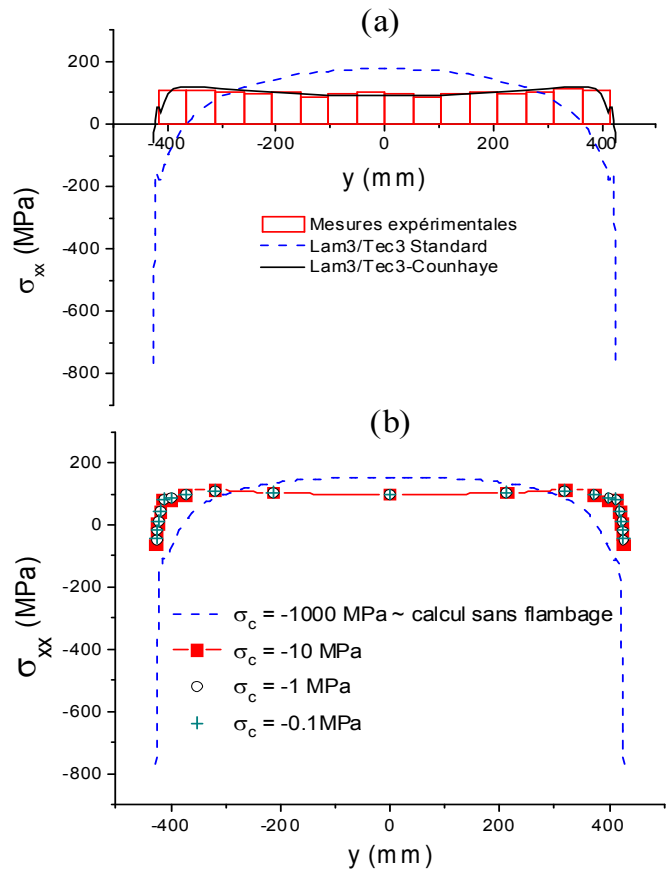 (a)
200
0
-200
-400
-600
-800
-400 -200 0 200 400
y (mm)
σxx (MPa)
Mesures expérimentales
Lam3/Tec3 Standard
Lam3/Tec3-Counhaye
(b)
200
0
-200
-400
-600
-800
σxx (MPa)
σc = -1000 MPa ~ calcul sans flambage
σc = -10 MPa
σc = -1 MPa
σc = -0.1MPa
-400 -200 0 200 400
y (mm)